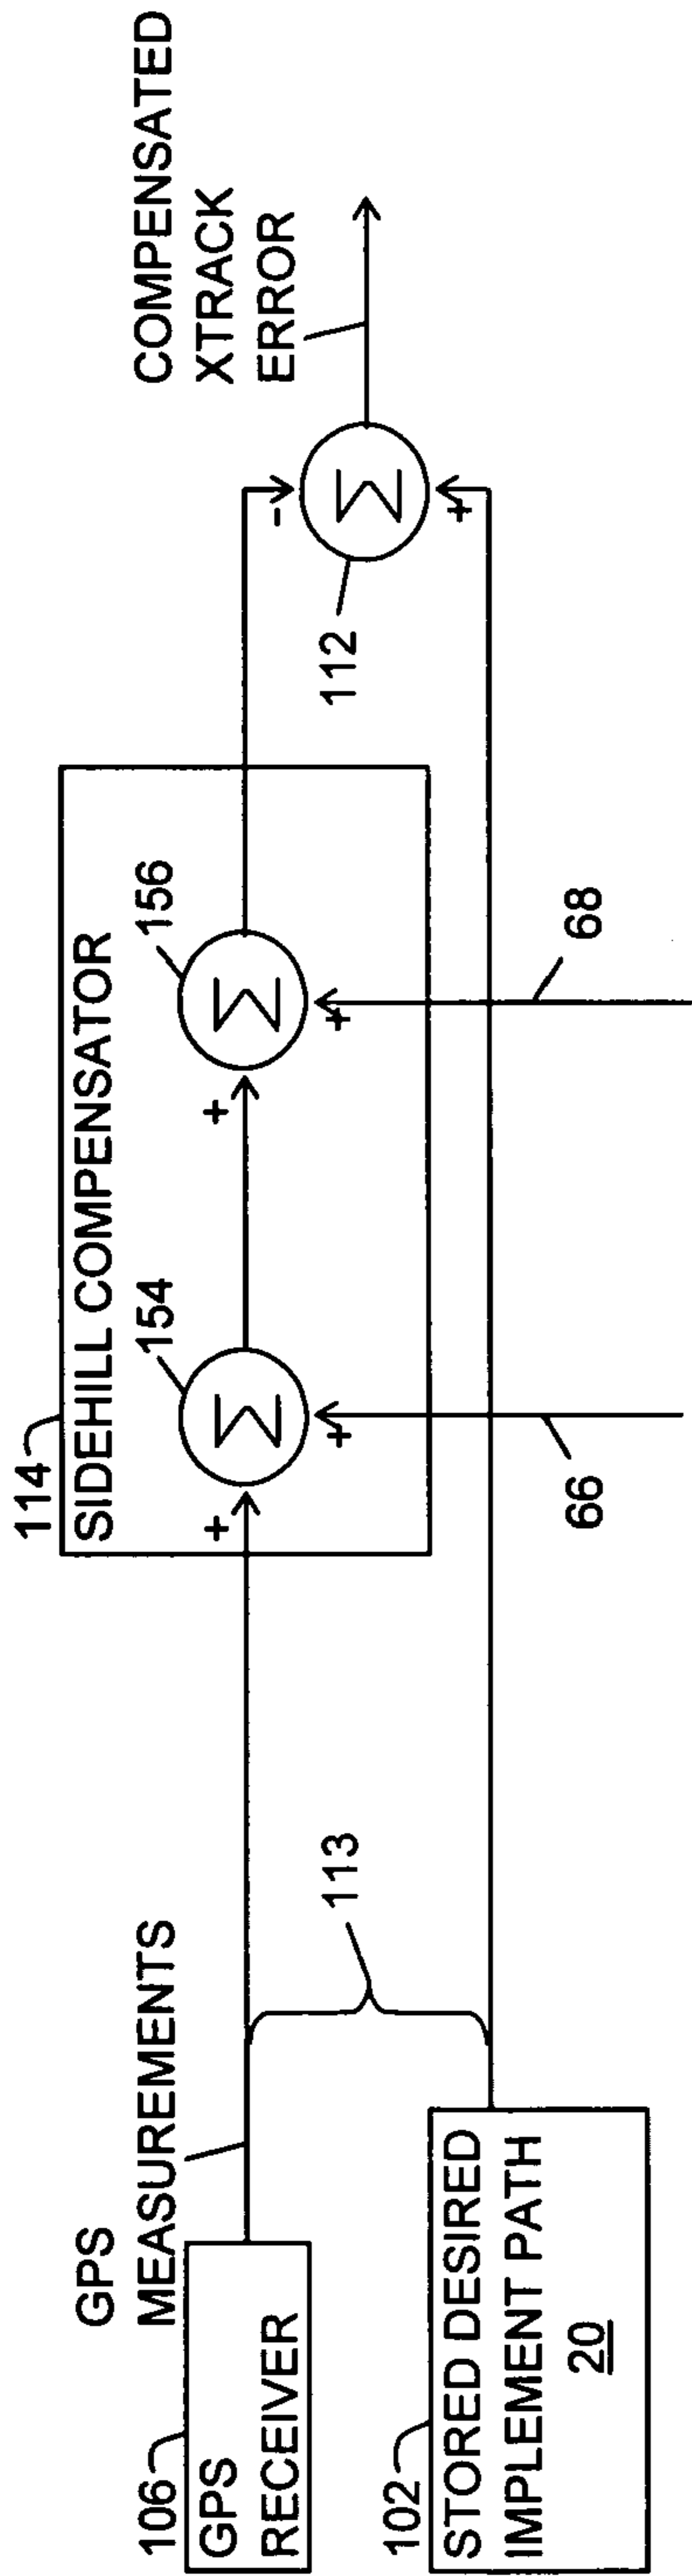 106
GPS
RECEIVER
GPS
MEASUREMENTS
102
STORED DESIRED
IMPLEMENT PATH
20
113
114
SIDEHILL COMPENSATOR
154
Σ
+
+
66
156
Σ
+
+
68
112
Σ
-
+
COMPENSATED
XTRACK
ERROR